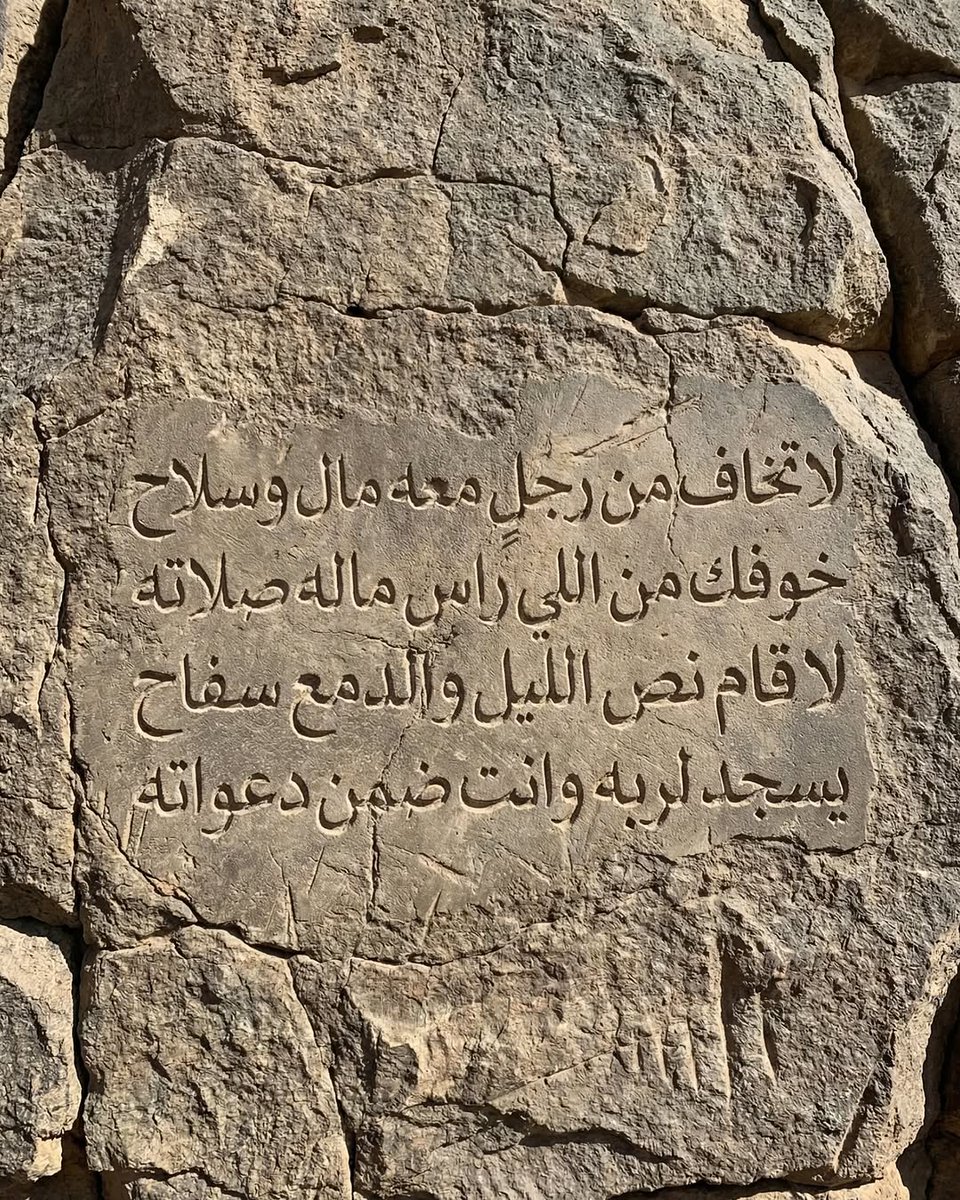 لا تخاف من رجلٍ معه مال وسلاح
خوفك من اللي راس ماله صلاته
لا قام نص الليل والدمع سفاح
يسجد لربه وانت ضمن دعواته